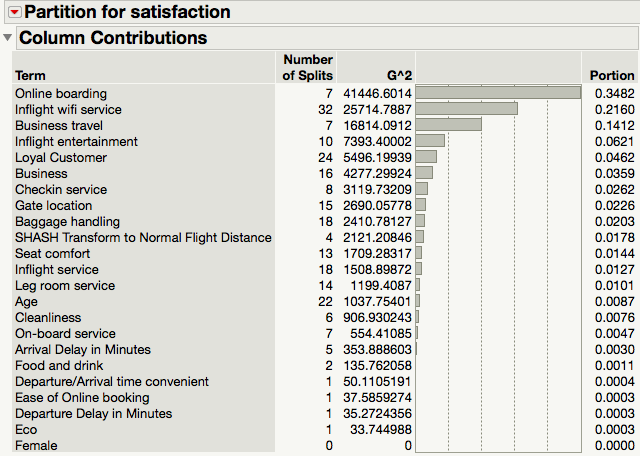 Partition for satisfaction
Column Contributions
Term Number of Splits G^2 Portion
Online boarding 7 41446.6014 0.3482
Inflight wifi service 32 25714.7887 0.2160
Business travel 7 16814.0912 0.1412
Inflight entertainment 10 7393.40002 0.0621
Loyal Customer 24 5496.19939 0.0462
Business 16 4277.29924 0.0359
Checkin service 8 3119.73209 0.0262
Gate location 15 2690.05778 0.0226
Baggage handling 18 2410.78127 0.0203
SHASH Transform to Normal Flight Distance 4 2121.20846 0.0178
Seat comfort 13 1709.28317 0.0144
Inflight service 18 1508.89872 0.0127
Leg room service 14 1199.4087 0.0101
Age 22 1037.75401 0.0087
Cleanliness 6 906.930243 0.0076
On-board service 7 554.41085 0.0047
Arrival Delay in Minutes 5 353.888603 0.0030
Food and drink 2 135.762058 0.0011
Departure/Arrival time convenient 1 50.1105191 0.0004
Ease of Online booking 1 37.5859274 0.0003
Departure Delay in Minutes 1 35.2724356 0.0003
Eco 1 33.744988 0.0003
Female 0 0 0.0000